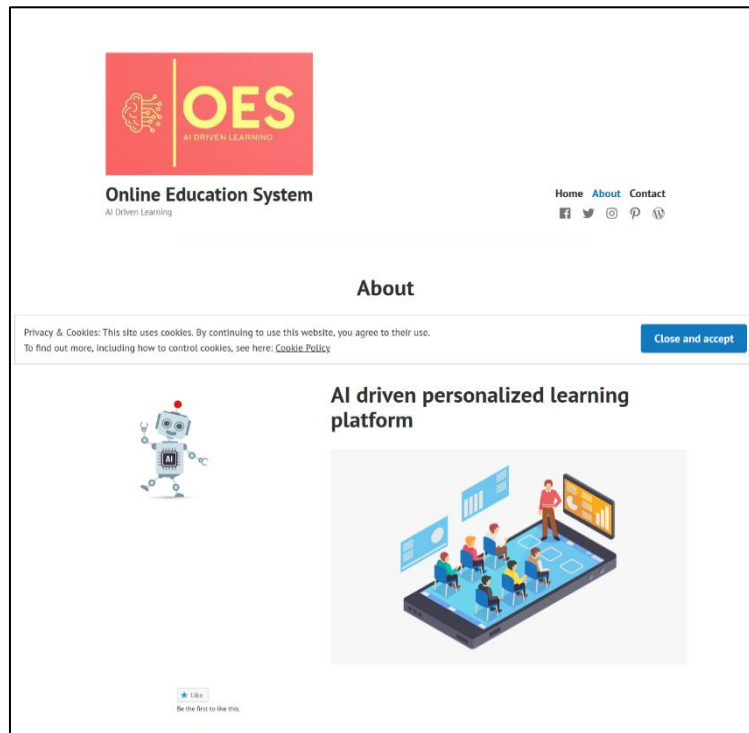 OES
AI DRIVEN LEARNING
Online Education System
AI Driven Learning
Home About Contact
About
Privacy & Cookies: This site uses cookies. By continuing to use this website, you agree to their use.
To find out more, including how to control cookies, see here: Cookie Policy
Close and accept
AI driven personalized learning
platform
AI
Like
Be the first to like this.